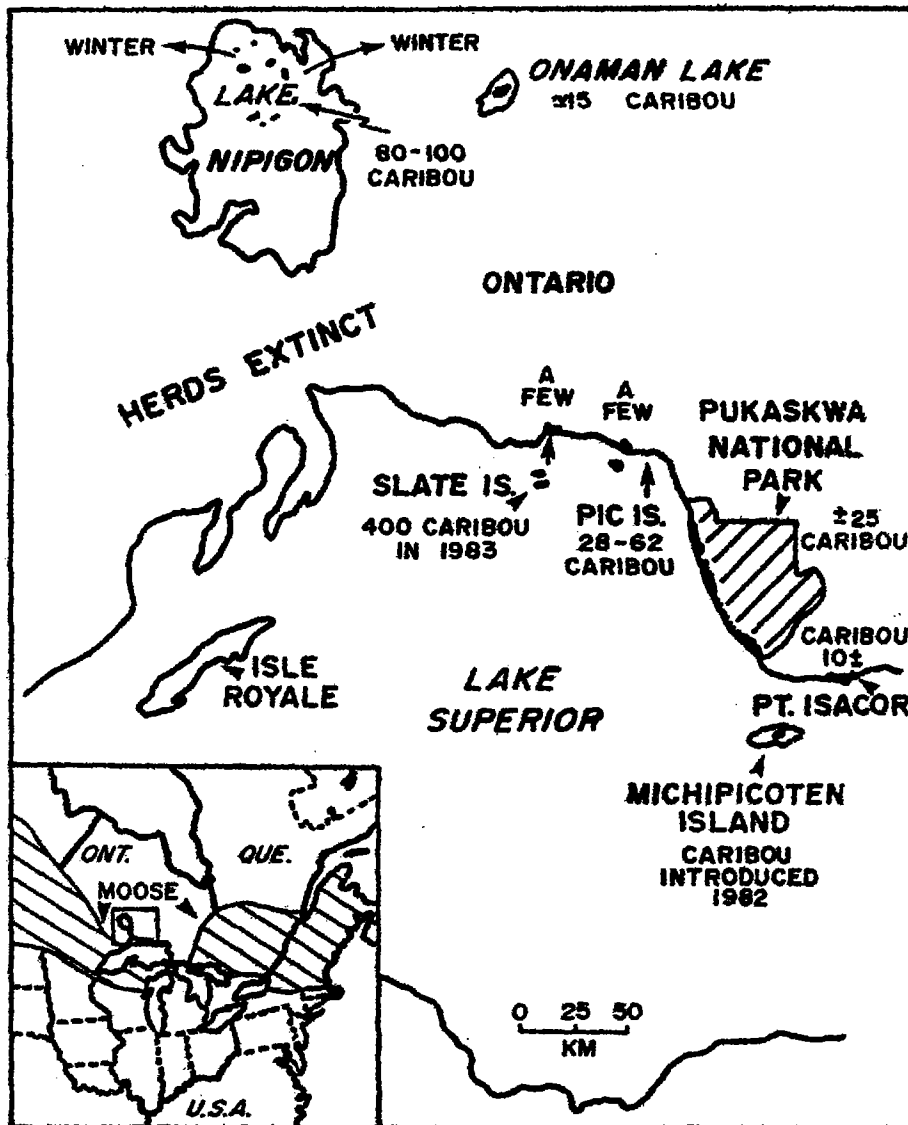 WINTER
WINTER
LAKE
NIPIGON
80-100
CARIBOU
ONAMAN LAKE
≃15 CARIBOU
ONTARIO
HERDS EXTINCT
A
FEW
A
FEW
PUKASKWA
NATIONAL
PARK
SLATE IS.
400 CARIBOU
IN 1983
PIC IS.
28-62
CARIBOU
±25
CARIBOU
CARIBOU
10±
PT. ISACOR
ISLE
ROYALE
LAKE
SUPERIOR
MICHIPICOTEN
ISLAND
CARIBOU
INTRODUCED
1982
ONT.
QUE.
MOOSE
U.S.A.
0 25 50
KM